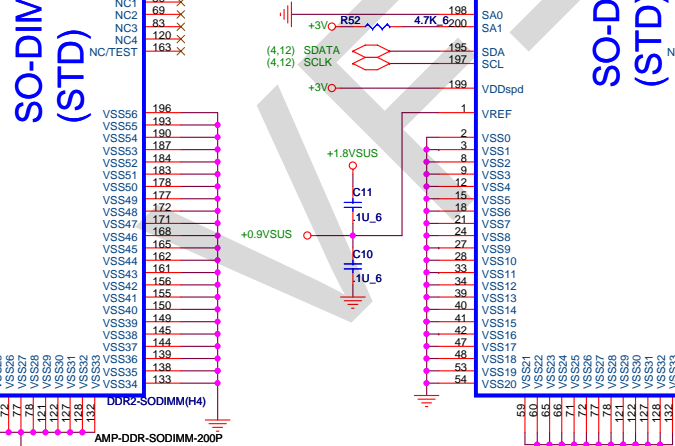 NC1
NC2 69
NC3 83
NC4 120
NC/TEST 163
SO-DIM
(STD)
VSS56 196
VSS55 193
VSS54 190
VSS53 187
VSS52 184
VSS51 183
VSS50 178
VSS49 177
VSS48 172
VSS47 171
VSS46 168
VSS45 165
VSS44 162
VSS43 161
VSS42 156
VSS41 155
VSS40 150
VSS39 149
VSS38 145
VSS37 144
VSS36 139
VSS35 138
VSS34 133
VSS26
VSS27
VSS28
VSS29
VSS30
VSS31
VSS32
VSS33
72
77
78
121
122
127
128
132
DDR2-SODIMM(H4)
AMP-DDR-SODIMM-200P
+3V R52 4.7K_6
(4,12) SDATA
(4,12) SCLK
+3V
+1.8VSUS
C11
.1U_6
+0.9VSUS
C10
.1U_6
198 SA0
200 SA1
195 SDA
197 SCL
199 VDDspd
1 VREF
2 VSS0
3 VSS1
8 VSS2
9 VSS3
12 VSS4
15 VSS5
18 VSS6
21 VSS7
24 VSS8
27 VSS9
28 VSS10
33 VSS11
34 VSS12
39 VSS13
40 VSS14
41 VSS15
42 VSS16
47 VSS17
48 VSS18
53 VSS19
54 VSS20
SO-D
(STD)
N
VSS21
VSS22
VSS23
VSS24
VSS25
VSS26
VSS27
VSS28
VSS29
VSS30
VSS31
VSS32
59
60
65
66
71
72
77
78
121
122
127
128
132